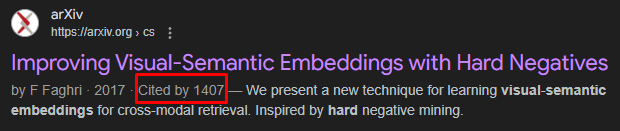 arXiv
https://arxiv.org › cs
Improving Visual-Semantic Embeddings with Hard Negatives
by F Faghri · 2017 · Cited by 1407 — We present a new technique for learning visual-semantic
embeddings for cross-modal retrieval. Inspired by hard negative mining.